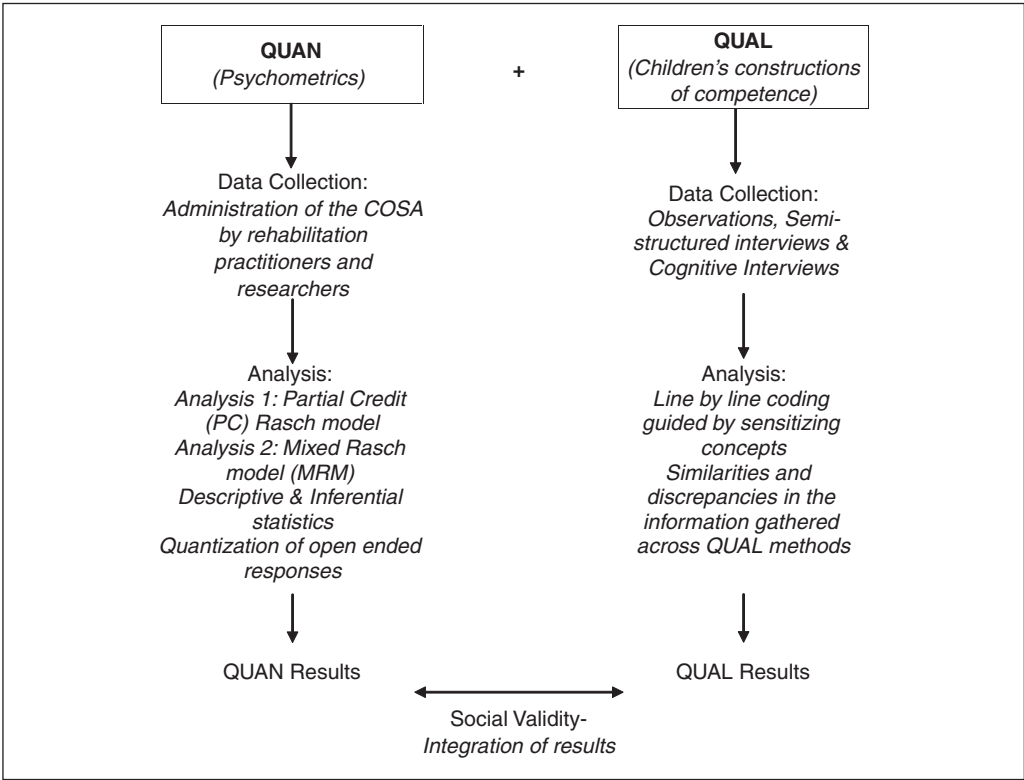 QUAN
(Psychometrics)
+
QUAL
(Children's constructions
of competence)
Data Collection:
Administration of the COSA
by rehabilitation
practitioners and
researchers
Data Collection:
Observations, Semi-
structured interviews &
Cognitive Interviews
Analysis:
Analysis 1: Partial Credit
(PC) Rasch model
Analysis 2: Mixed Rasch
model (MRM)
Descriptive & Inferential
statistics
Quantization of open ended
responses
Analysis:
Line by line coding
guided by sensitizing
concepts
Similarities and
discrepancies in the
information gathered
across QUAL methods
QUAN Results
QUAL Results
Social Validity-
Integration of results